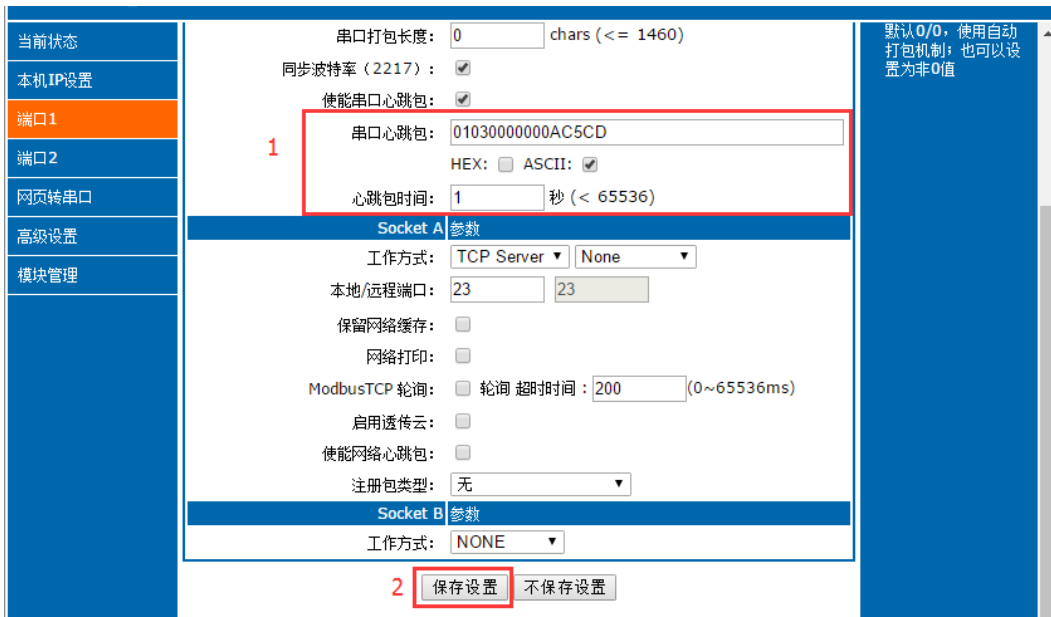 当前状态
本机IP设置
端口1
端口2
网页转串口
高级设置
模块管理
串口打包长度: 0 chars (<= 1460)
同步波特率（2217）:
使能串口心跳包:
1
串口心跳包: 01030000000AC5CD
HEX: ASCII:
心跳包时间: 1 秒 (< 65536)
Socket A 参数
工作方式: TCP Server None
本地/远程端口: 23 23
保留网络缓存:
网络打印:
ModbusTCP 轮询: 轮询 超时时间 : 200 (0~65536ms)
启用透传云:
使能网络心跳包:
注册包类型: 无
Socket B 参数
工作方式: NONE
2 保存设置 不保存设置
默认0/0，使用自动
打包机制；也可以设
置为非0值